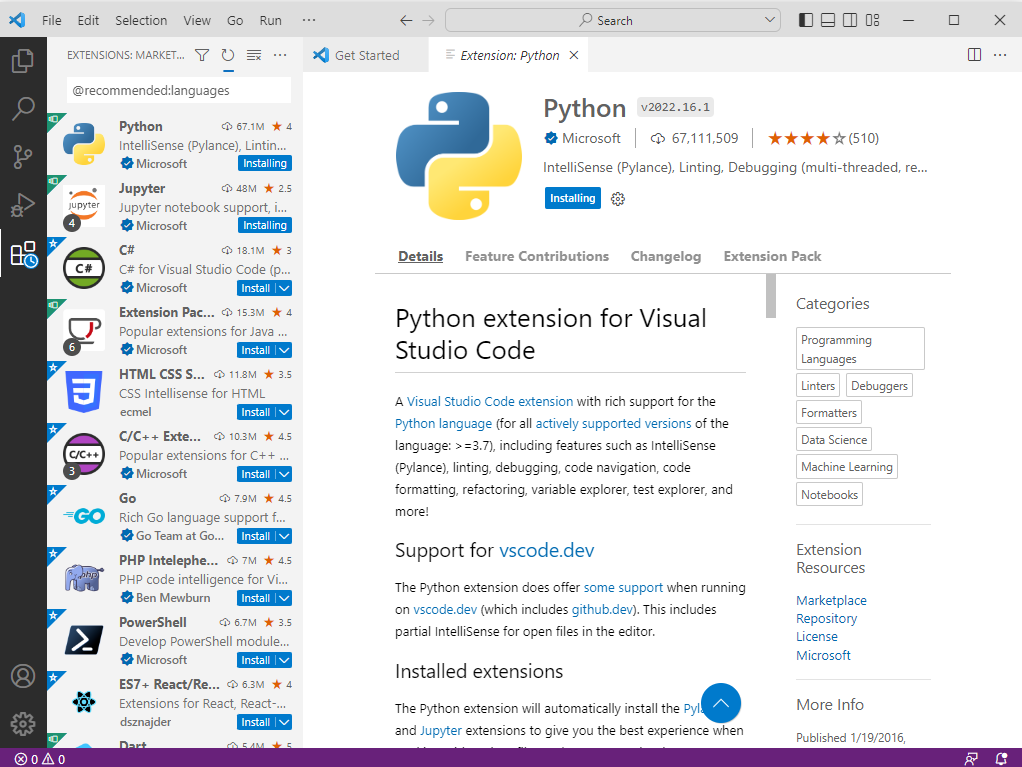 File Edit Selection View Go Run ···
Search
EXTENSIONS: MARKET...
Get Started
Extension: Python
@recommended:languages
Python 67.1M 4
IntelliSense (Pylance), Lintin...
Microsoft Installing
Jupyter 48M 2.5
Jupyter notebook support, i...
Microsoft Installing
jupyter
4
C# 18.1M 3
C# for Visual Studio Code (p...
Microsoft Install
C#
Extension Pac... 15.3M 4
Popular extensions for Java ...
Microsoft Install
6
HTML CSS S... 11.8M 3.5
CSS Intellisense for HTML
ecmel Install
C/C++ Exte... 10.3M 4.5
Popular extensions for C++ ...
Microsoft Install
C/C++
3
Go 7.9M 4.5
Rich Go language support f...
Go Team at Go... Install
GO
PHP Intelephe... 7M 4.5
PHP code intelligence for Vi...
Ben Mewburn Install
php
PowerShell 6.7M 3.5
Develop PowerShell module...
Microsoft Install
ES7+ React/Re... 6.3M 4
Extensions for React, React-...
dsznajder Install
Dart 5.4M 5
Python v2022.16.1
Microsoft 67,111,509 (510)
IntelliSense (Pylance), Linting, Debugging (multi-threaded, re...
Installing
Details Feature Contributions Changelog Extension Pack
Python extension for Visual
Studio Code
A Visual Studio Code extension with rich support for the
Python language (for all actively supported versions of the
language: >=3.7), including features such as IntelliSense
(Pylance), linting, debugging, code navigation, code
formatting, refactoring, variable explorer, test explorer, and
more!
Support for vscode.dev
The Python extension does offer some support when running
on vscode.dev (which includes github.dev). This includes
partial IntelliSense for open files in the editor.
Installed extensions
The Python extension will automatically install the
and Jupyter extensions to give you the best experience when
Categories
Programming
Languages
Linters
Debuggers
Formatters
Data Science
Machine Learning
Notebooks
Extension
Resources
Marketplace
Repository
License
Microsoft
More Info
Published 1/19/2016,
0 0